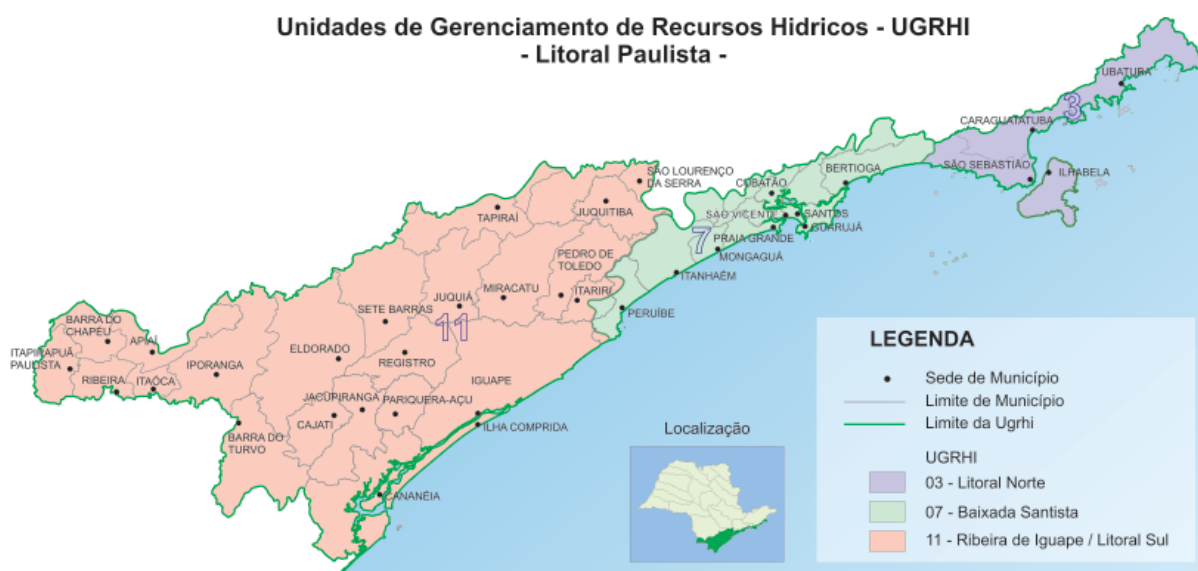 Unidades de Gerenciamento de Recursos Hidricos - UGRHI
- Litoral Paulista -
UBATURA
3
CARAGUATATUBA
SÃO SEBASTIÃO
ILHABELA
BERTIOGA
CUBATÃO
SÃO VICENTE
SANTOS
GUARUJÁ
7
PRAIA GRANDE
MONGAGUÁ
ITANHAÉM
PERUÍBE
SÃO LOURENÇO
DA SERRA
JUQUITIBA
TAPIRAÍ
PEDRO DE
TOLEDO
ITARIRI
MIRACATU
JUQUIÁ
SETE BARRAS
11
REGISTRO
ELDORADO
BARRA DO
CHAPÉU
APIAÍ
ITAPIRAPUÃ
PAULISTA
RIBEIRA
ITAÓCA
IPORANGA
IGUAPE
JACUPIRANGA
PARIQUERA-AÇU
CAJATI
ILHA COMPRIDA
BARRA DO
TURVO
CANANÉIA
Localização
LEGENDA
Sede de Município
Limite de Município
Limite da Ugrhi
UGRHI
03 - Litoral Norte
07 - Baixada Santista
11 - Ribeira de Iguape / Litoral Sul